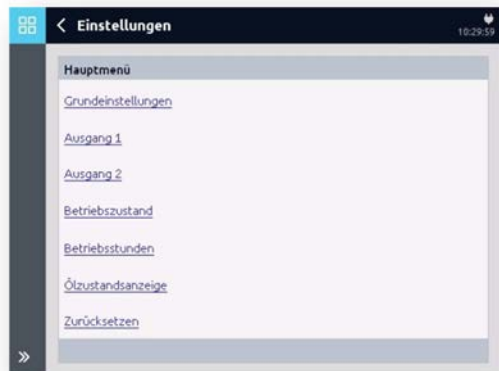 Einstellungen
10:29:59
Hauptmenü
Grundeinstellungen
Ausgang 1
Ausgang 2
Betriebszustand
Betriebsstunden
Ölzustandsanzeige
Zurücksetzen